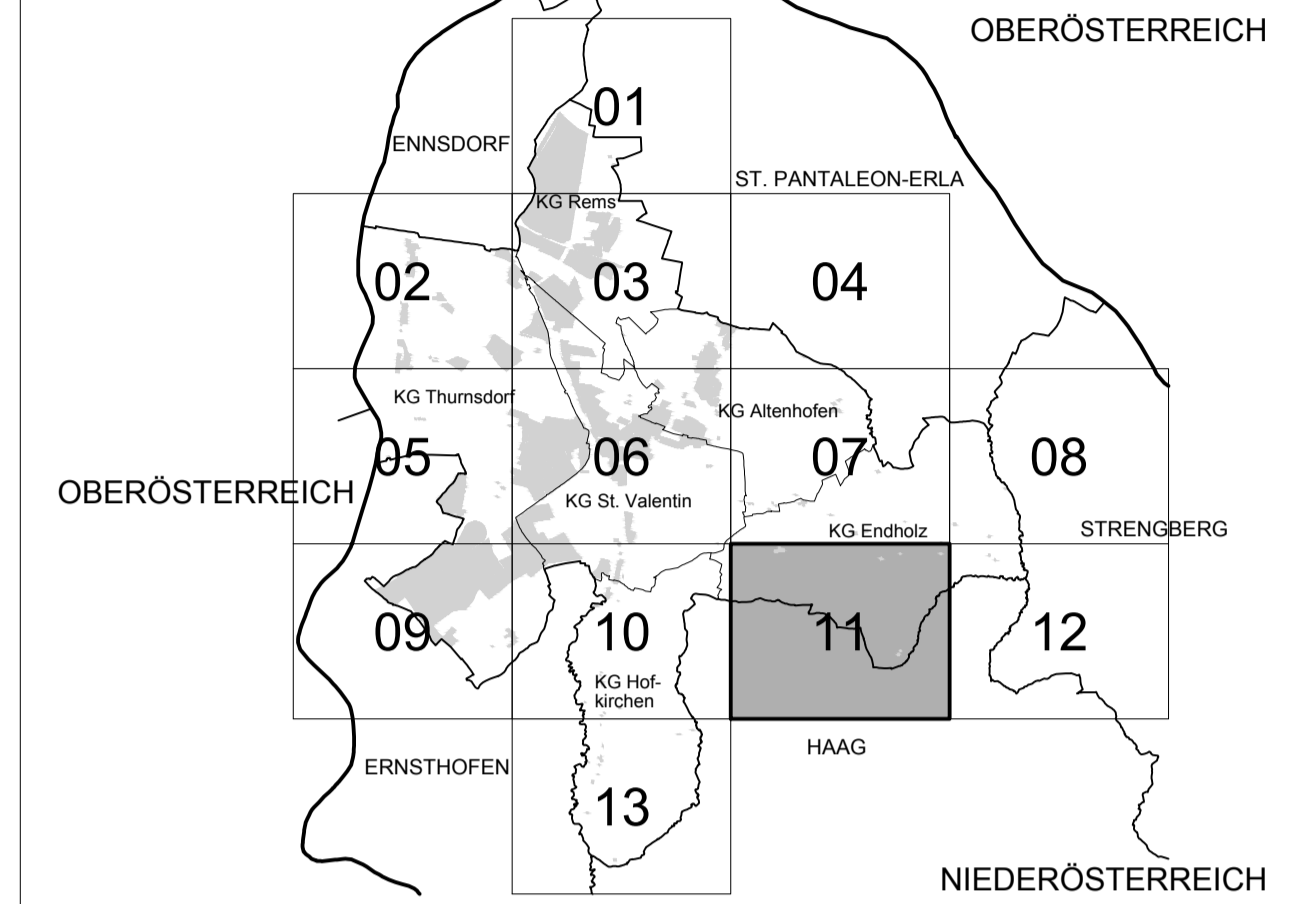 OBERÖSTERREICH
01
ENNSDORF
ST. PANTALEON-ERLA
KG Rems
02
03
04
KG Thurnsdorf
KG Altenhofen
05
06
07
08
OBERÖSTERREICH
KG St. Valentin
KG Endholz
STRENGBERG
09
10
11
12
KG Hof-
kirchen
HAAG
ERNSTHOFEN
13
NIEDERÖSTERREICH